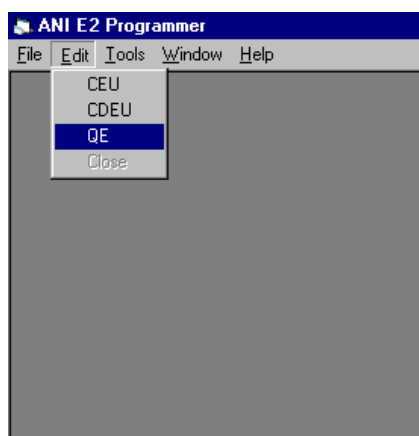 ANI E2 Programmer
File Edit Tools Window Help
CEU
CDEU
QE
Close